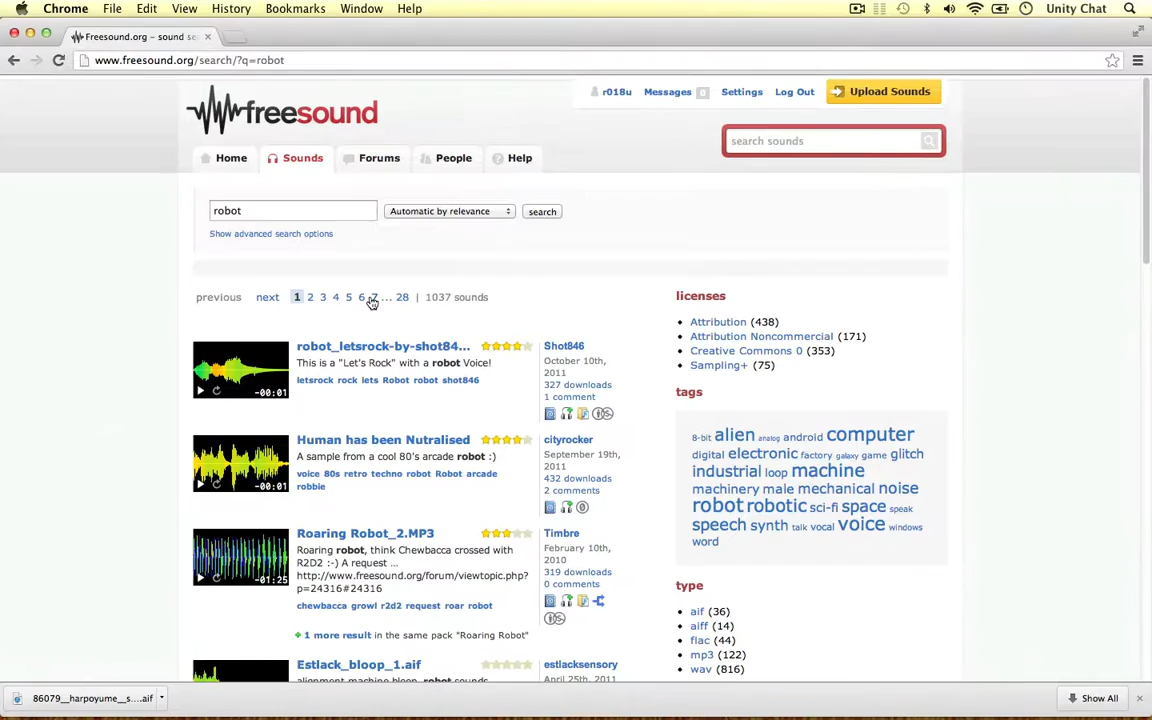 Chrome File Edit View History Bookmarks Window Help Unity Chat
Freesound.org - sound se
www.freesound.org/search/?q=robot
r018u Messages 0 Settings Log Out Upload Sounds
freesound
search sounds
Home Sounds Forums People Help
robot Automatic by relevance search
Show advanced search options
previous next 1 2 3 4 5 6 7 ... 28 | 1037 sounds
robot_letsrock-by-shot84...
This is a "Let's Rock" with a robot Voice!
letsrock rock lets Robot robot shot846
-00:01
Shot846
October 10th,
2011
327 downloads
1 comment
Human has been Nutralised
A sample from a cool 80's arcade robot :)
voice 80s retro techno robot Robot arcade
robbie
-00:01
cityrocker
September 19th,
2011
432 downloads
2 comments
Roaring Robot_2.MP3
Roaring robot, think Chewbacca crossed with
R2D2 :-) A request ...
http://www.freesound.org/forum/viewtopic.php?
p=24316#24316
chewbacca growl r2d2 request roar robot
-01:25
1 more result in the same pack "Roaring Robot"
Timbre
February 10th,
2010
319 downloads
0 comments
Estlack_bloop_1.aif
alignment machine bloop robot sounds
estlacksensory
April 25th, 2011
licenses
Attribution (438)
Attribution Noncommercial (171)
Creative Commons 0 (353)
Sampling+ (75)
tags
8-bit alien analog android computer
digital electronic factory galaxy game glitch
industrial loop machine
machinery male mechanical noise
robot robotic sci-fi space speak
speech synth talk vocal voice windows
word
type
aif (36)
aiff (14)
flac (44)
mp3 (122)
wav (816)
86079__harpoyume__s....aif Show All